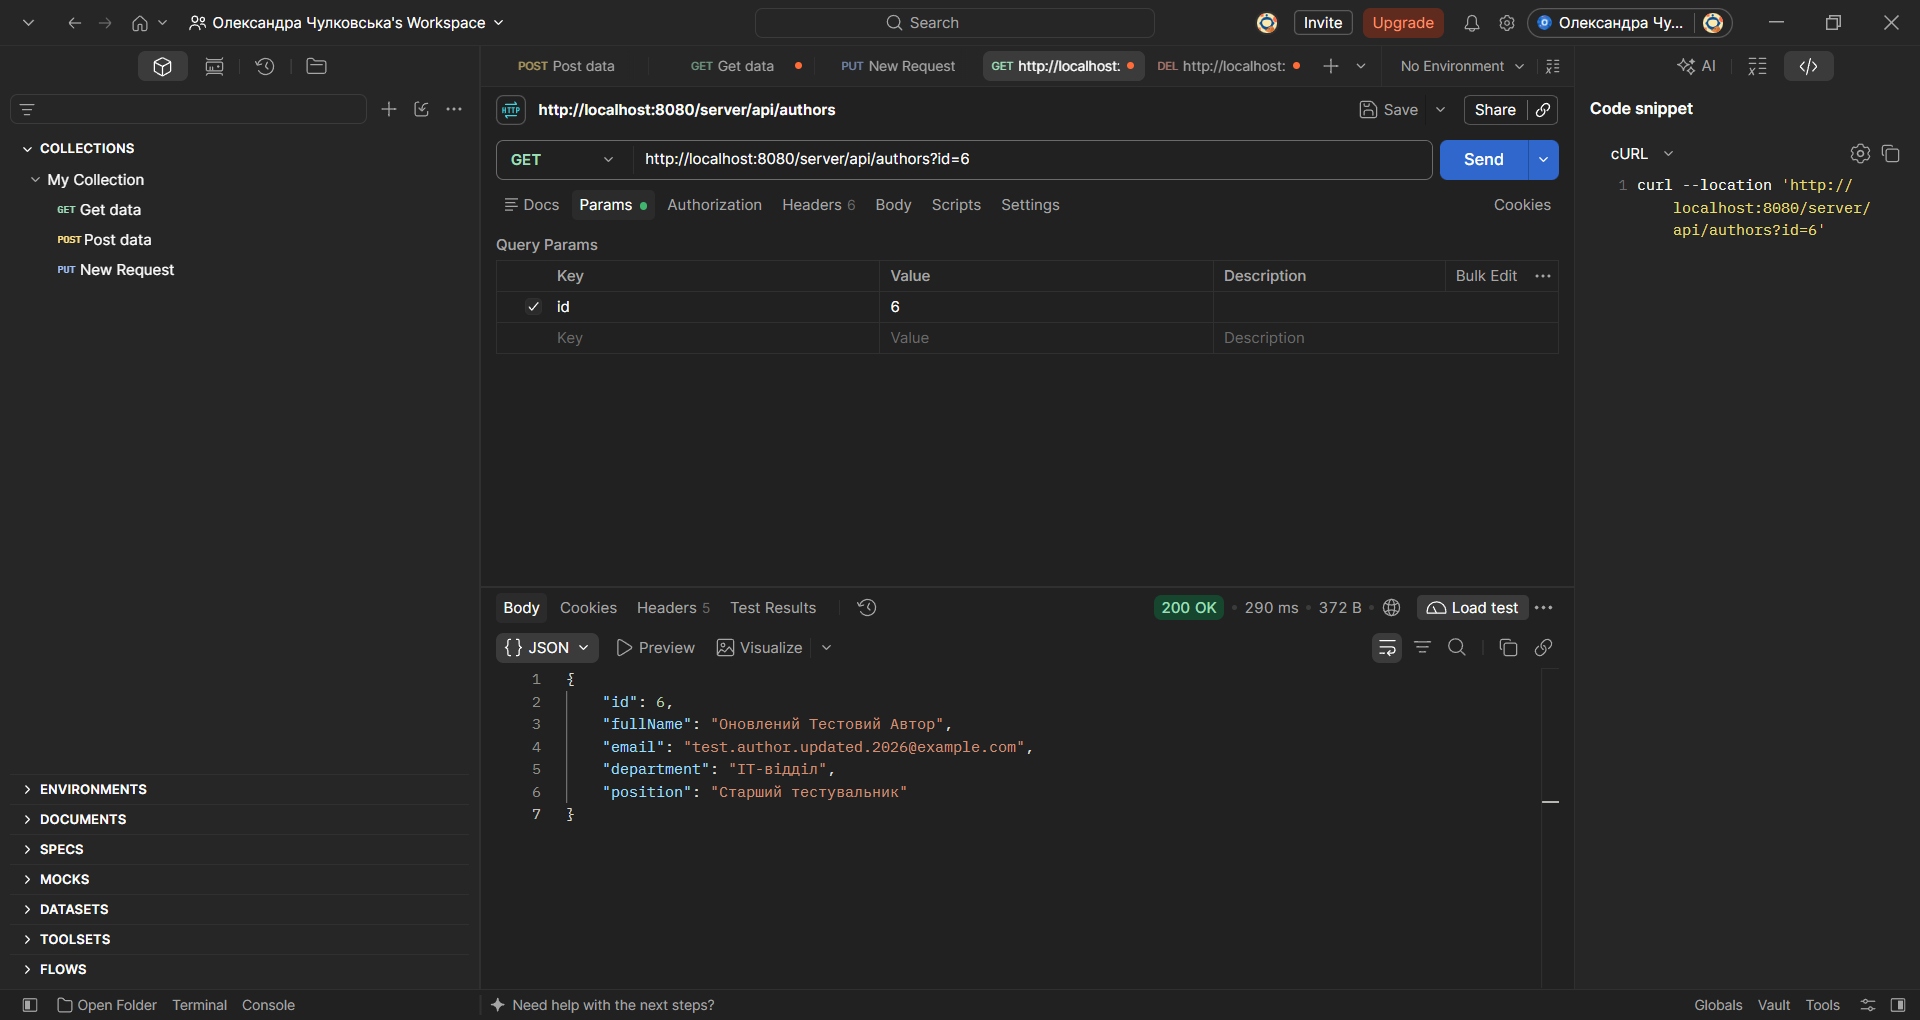 Олександра Чулковська's Workspace
Search
Invite
Upgrade
Олександра Чу...
POST Post data
GET Get data
PUT New Request
GET http://localhost:
DEL http://localhost:
No Environment
AI
HTTP
http://localhost:8080/server/api/authors
Save
Share
Code snippet
COLLECTIONS
My Collection
GET Get data
POST Post data
PUT New Request
GET
http://localhost:8080/server/api/authors?id=6
Send
cURL
1 curl --location 'http://
localhost:8080/server/
api/authors?id=6'
Docs
Params
Authorization
Headers 6
Body
Scripts
Settings
Cookies
Query Params
Key Value Description Bulk Edit
id 6
Key Value Description
Body
Cookies
Headers 5
Test Results
200 OK
290 ms
372 B
Load test
{} JSON
Preview
Visualize
1 {
2 "id": 6,
3 "fullName": "Оновлений Тестовий Автор",
4 "email": "test.author.updated.2026@example.com",
5 "department": "ІТ-відділ",
6 "position": "Старший тестувальник"
7 }
ENVIRONMENTS
DOCUMENTS
SPECS
MOCKS
DATASETS
TOOLSETS
FLOWS
Open Folder
Terminal
Console
Need help with the next steps?
Globals
Vault
Tools